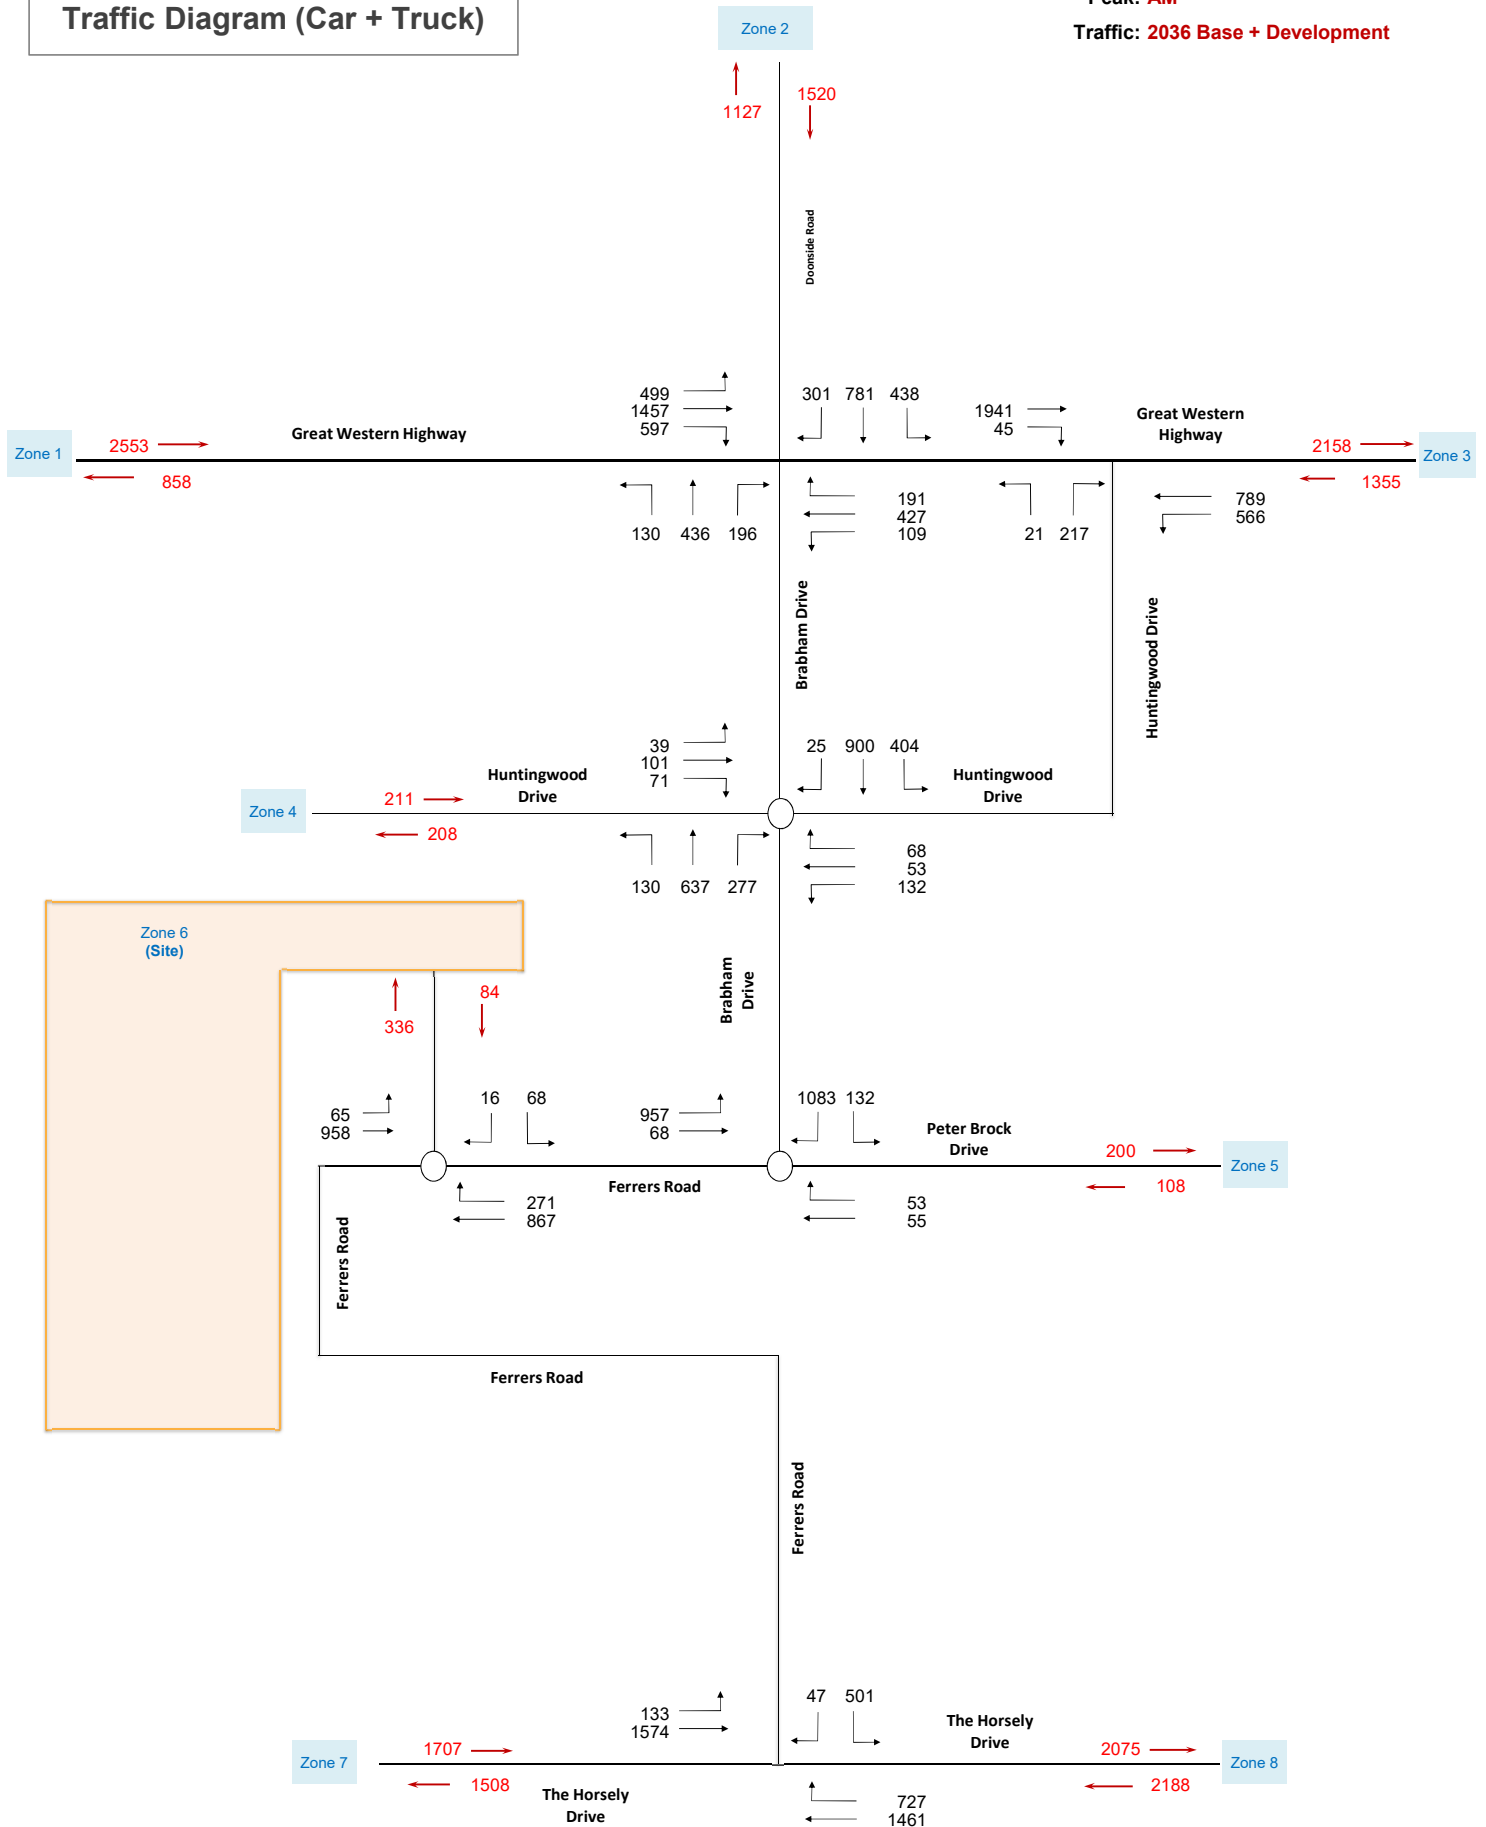 Peak: AM
Traffic Diagram (Car + Truck)
Zone 2
Traffic: 2036 Base + Development
1127
1520
Doonside Road
499
1457
597
301 781 438
1941
45
Great Western
Highway
Great Western Highway
Zone 1
2553
858
2158
1355
Zone 3
130 436 196
191
427
109
21 217
789
566
Brabham Drive
Huntingwood Drive
39
101
71
25 900 404
Huntingwood
Drive
Huntingwood
Drive
Zone 4
211
208
130 637 277
68
53
132
Zone 6
(Site)
336
84
Brabham
Drive
65
958
16 68
957
68
1083 132
Peter Brock
Drive
200
108
Zone 5
Ferrers Road
271
867
53
55
Ferrers Road
Ferrers Road
Ferrers Road
133
1574
47 501
The Horsely
Drive
Zone 7
1707
1508
2075
2188
Zone 8
The Horsely
Drive
727
1461